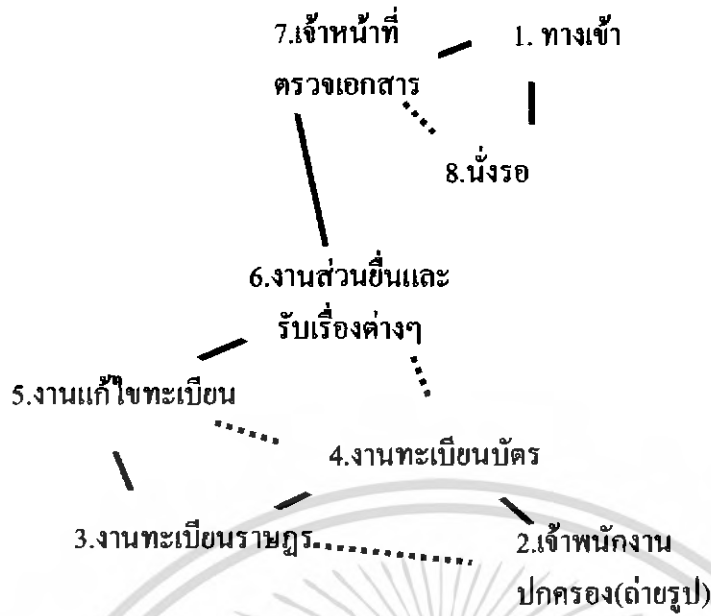 7.เจ้าหน้าที่
ตรวจเอกสาร
1. ทางเข้า
8.นั่งรอ
6.งานส่วนยื่นและ
รับเรื่องต่างๆ
5.งานแก้ไขทะเบียน
4.งานทะเบียนบัตร
3.งานทะเบียนราษฎร
2.เจ้าพนักงาน
ปกครอง(ถ่ายรูป)